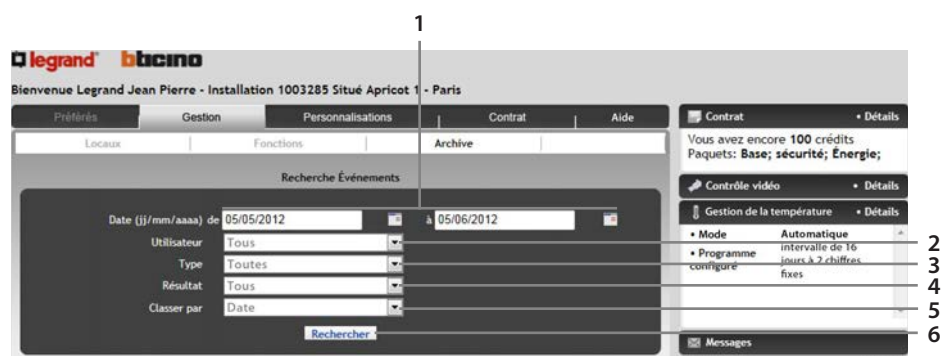 1
legrand bticino
Bienvenue Legrand Jean Pierre - Installation 1003285 Situé Apricot 1 - Paris
Préférés Gestion Personnalisations Contrat Aide
Locaux Fonctions Archive
Recherche Événements
Date (jj/mm/aaaa) de 05/05/2012 à 05/06/2012
Utilisateur Tous
Type Toutes
Résultat Tous
Classer par Date
Rechercher
Contrat • Détails
Vous avez encore 100 crédits
Paquets: Base; sécurité; Énergie;
Contrôle vidéo • Détails
Gestion de la température • Détails
• Mode Automatique
• Programme configuré intervalle de 16 jours à 2 chiffres fixes
Messages
2
3
4
5
6